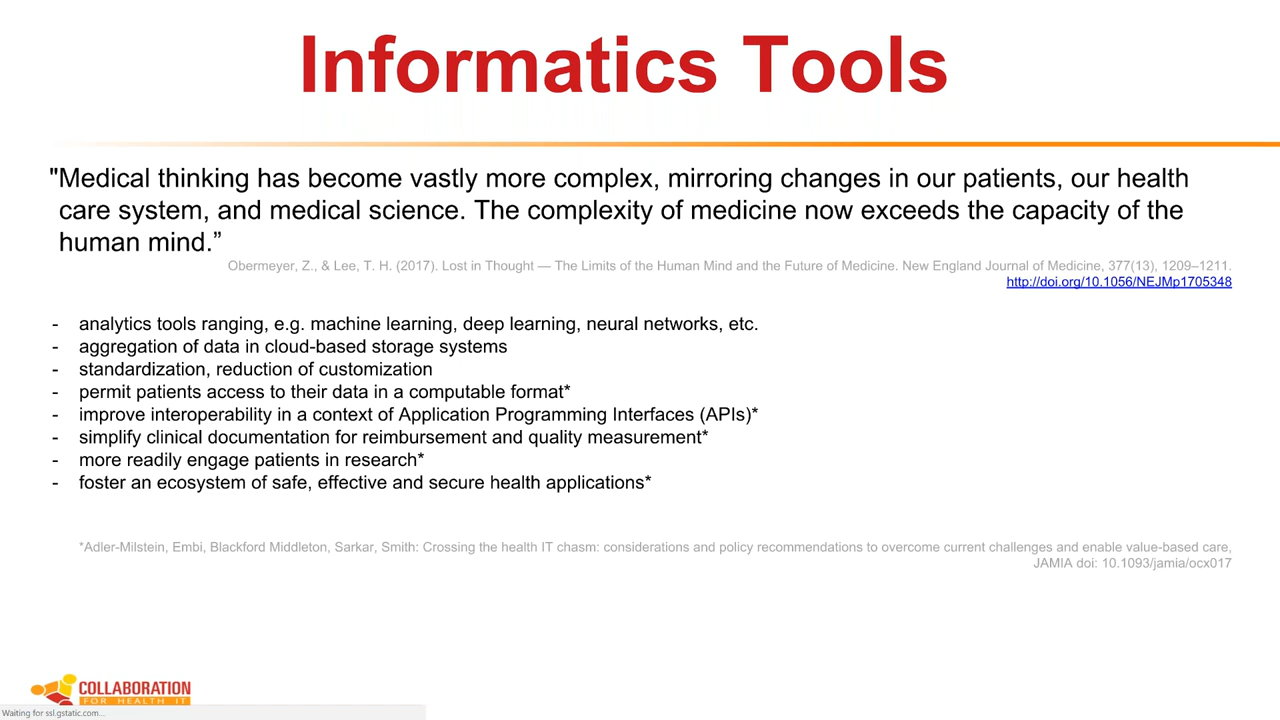 Informatics Tools
"Medical thinking has become vastly more complex, mirroring changes in our patients, our health
care system, and medical science. The complexity of medicine now exceeds the capacity of the
human mind.”
Obermeyer, Z., & Lee, T. H. (2017). Lost in Thought — The Limits of the Human Mind and the Future of Medicine. New England Journal of Medicine, 377(13), 1209–1211.
http://doi.org/10.1056/NEJMp1705348
- analytics tools ranging, e.g. machine learning, deep learning, neural networks, etc.
- aggregation of data in cloud-based storage systems
- standardization, reduction of customization
- permit patients access to their data in a computable format*
- improve interoperability in a context of Application Programming Interfaces (APIs)*
- simplify clinical documentation for reimbursement and quality measurement*
- more readily engage patients in research*
- foster an ecosystem of safe, effective and secure health applications*
*Adler-Milstein, Embi, Blackford Middleton, Sarkar, Smith: Crossing the health IT chasm: considerations and policy recommendations to overcome current challenges and enable value-based care,
JAMIA doi: 10.1093/jamia/ocx017
COLLABORATION
FOR HEALTH IT
Waiting for ssl.gstatic.com...